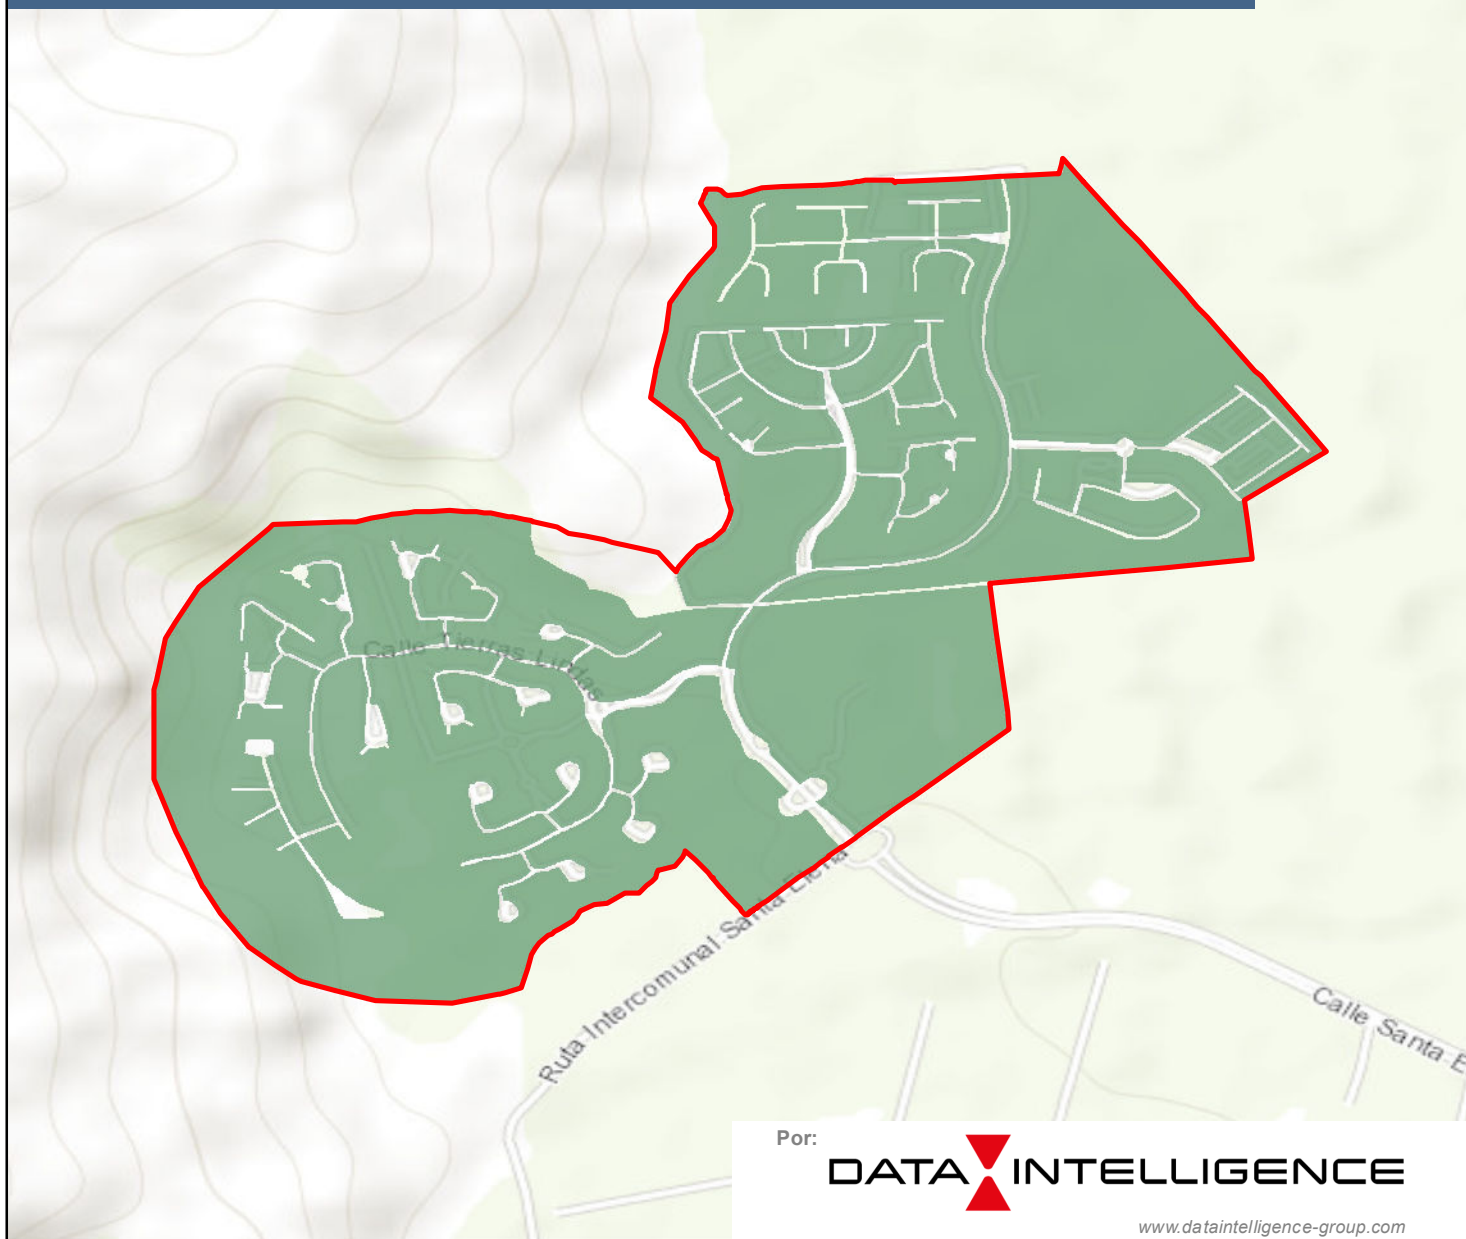 Calle Tierras Lindas
Ruta Intercomunal Santa Elena
Calle Santa E
Por:
DATA INTELLIGENCE
www.dataintelligence-group.com